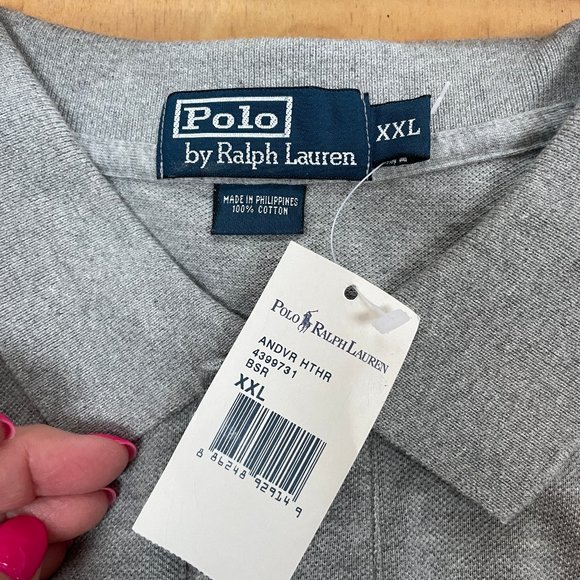 Polo
by Ralph Lauren
XXL
MADE IN PHILIPPINES
100% COTTON
POLO RALPH LAUREN
ANDVR HTHR
4399731
BSR
XXL
8 86248 92914 9